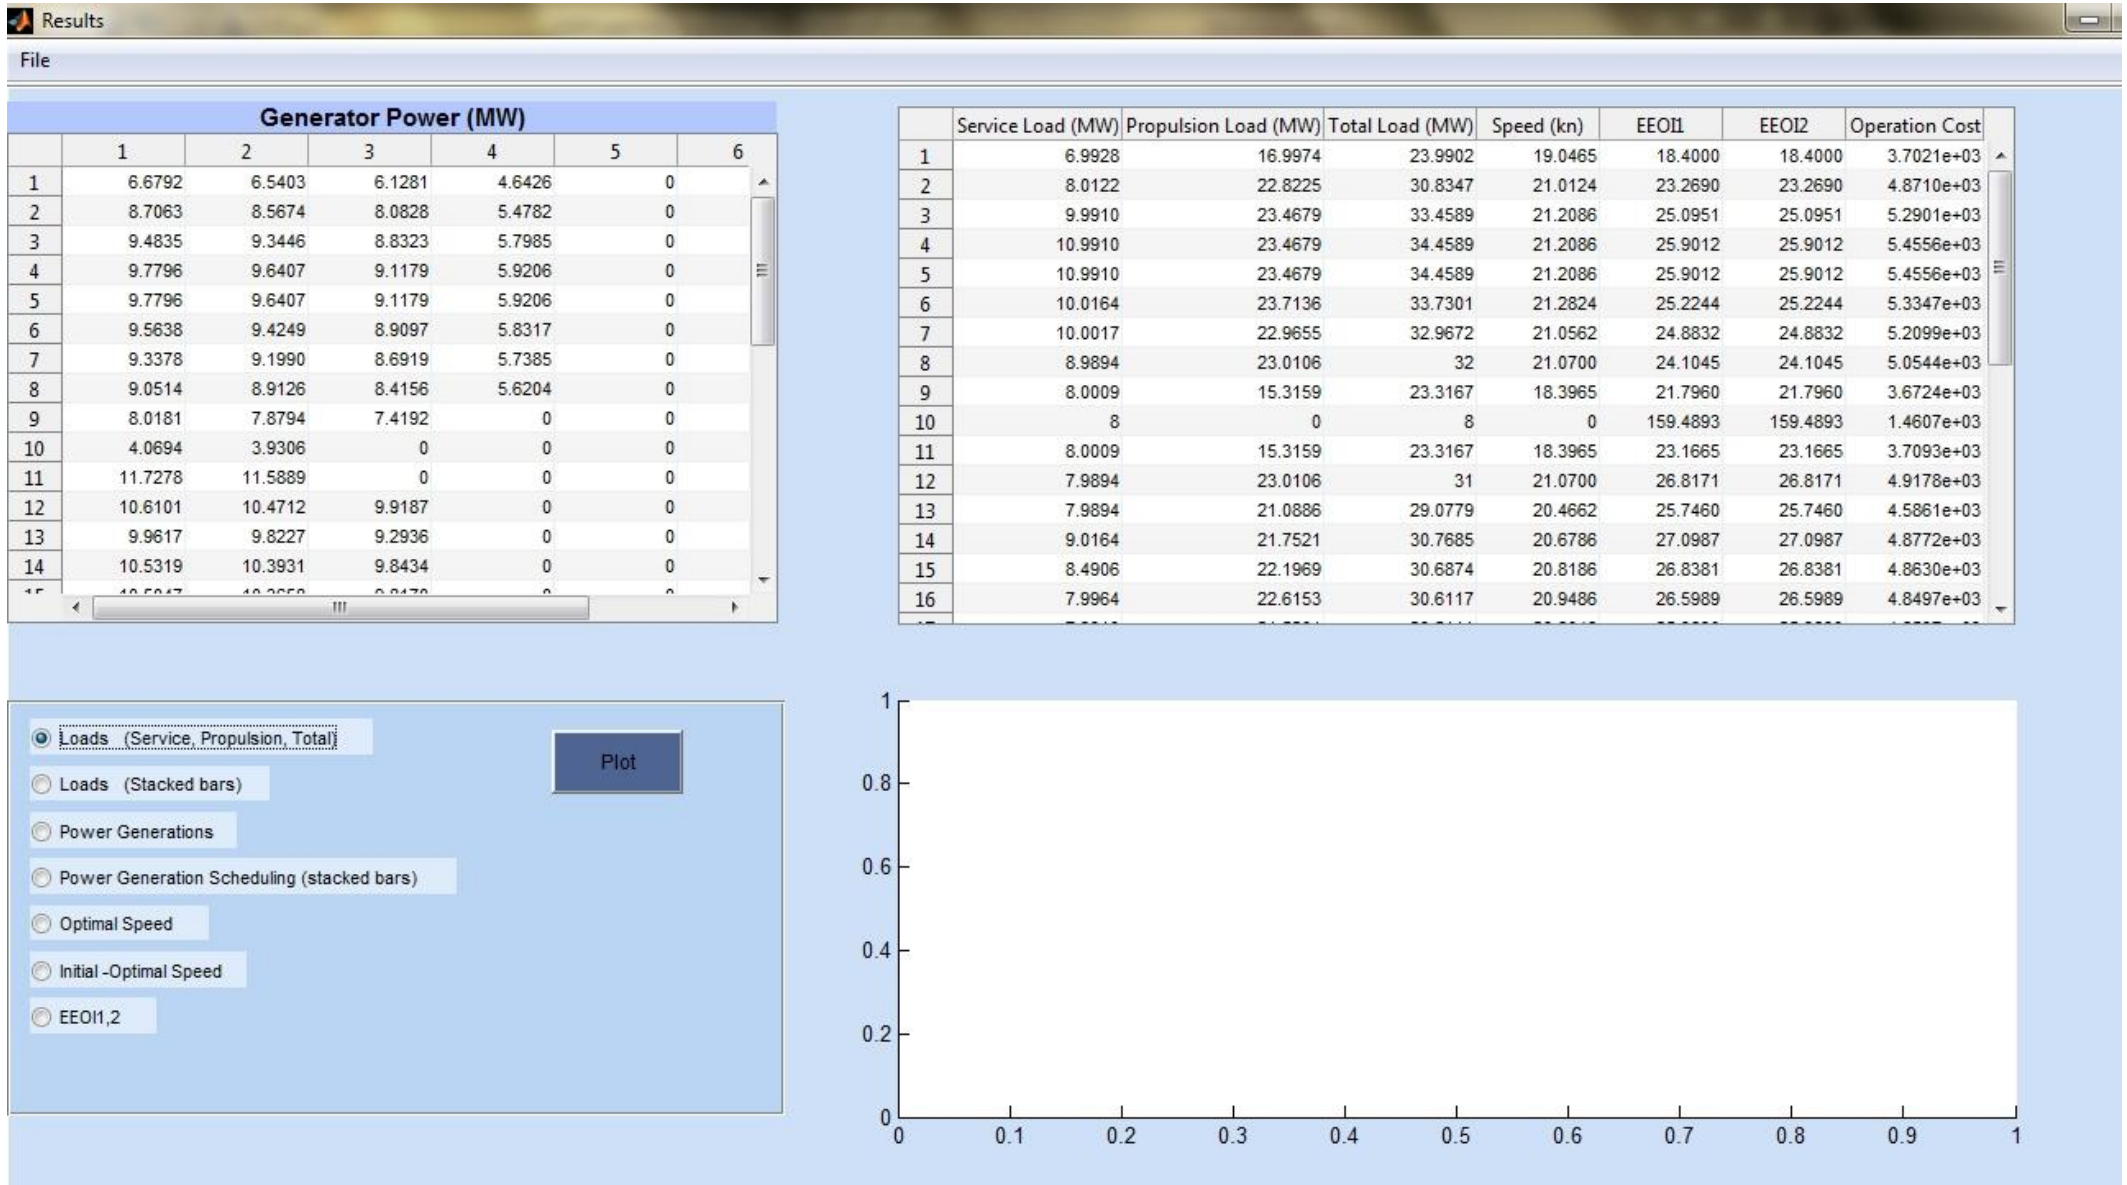 Results
File
Generator Power (MW)
1 2 3 4 5 6
1 6.6792 6.5403 6.1281 4.6426 0
2 8.7063 8.5674 8.0828 5.4782 0
3 9.4835 9.3446 8.8323 5.7985 0
4 9.7796 9.6407 9.1179 5.9206 0
5 9.7796 9.6407 9.1179 5.9206 0
6 9.5638 9.4249 8.9097 5.8317 0
7 9.3378 9.1990 8.6919 5.7385 0
8 9.0514 8.9126 8.4156 5.6204 0
9 8.0181 7.8794 7.4192 0 0
10 4.0694 3.9306 0 0 0
11 11.7278 11.5889 0 0 0
12 10.6101 10.4712 9.9187 0 0
13 9.9617 9.8227 9.2936 0 0
14 10.5319 10.3931 9.8434 0 0
Service Load (MW) Propulsion Load (MW) Total Load (MW) Speed (kn) EEOI1 EEOI2 Operation Cost
1 6.9928 16.9974 23.9902 19.0465 18.4000 18.4000 3.7021e+03
2 8.0122 22.8225 30.8347 21.0124 23.2690 23.2690 4.8710e+03
3 9.9910 23.4679 33.4589 21.2086 25.0951 25.0951 5.2901e+03
4 10.9910 23.4679 34.4589 21.2086 25.9012 25.9012 5.4556e+03
5 10.9910 23.4679 34.4589 21.2086 25.9012 25.9012 5.4556e+03
6 10.0164 23.7136 33.7301 21.2824 25.2244 25.2244 5.3347e+03
7 10.0017 22.9655 32.9672 21.0562 24.8832 24.8832 5.2099e+03
8 8.9894 23.0106 32 21.0700 24.1045 24.1045 5.0544e+03
9 8.0009 15.3159 23.3167 18.3965 21.7960 21.7960 3.6724e+03
10 8 0 8 0 159.4893 159.4893 1.4607e+03
11 8.0009 15.3159 23.3167 18.3965 23.1665 23.1665 3.7093e+03
12 7.9894 23.0106 31 21.0700 26.8171 26.8171 4.9178e+03
13 7.9894 21.0886 29.0779 20.4662 25.7460 25.7460 4.5861e+03
14 9.0164 21.7521 30.7685 20.6786 27.0987 27.0987 4.8772e+03
15 8.4906 22.1969 30.6874 20.8186 26.8381 26.8381 4.8630e+03
16 7.9964 22.6153 30.6117 20.9486 26.5989 26.5989 4.8497e+03
Loads (Service, Propulsion, Total)
Loads (Stacked bars)
Power Generations
Power Generation Scheduling (stacked bars)
Optimal Speed
Initial -Optimal Speed
EEOI1,2
Plot
1
0.8
0.6
0.4
0.2
0
0 0.1 0.2 0.3 0.4 0.5 0.6 0.7 0.8 0.9 1